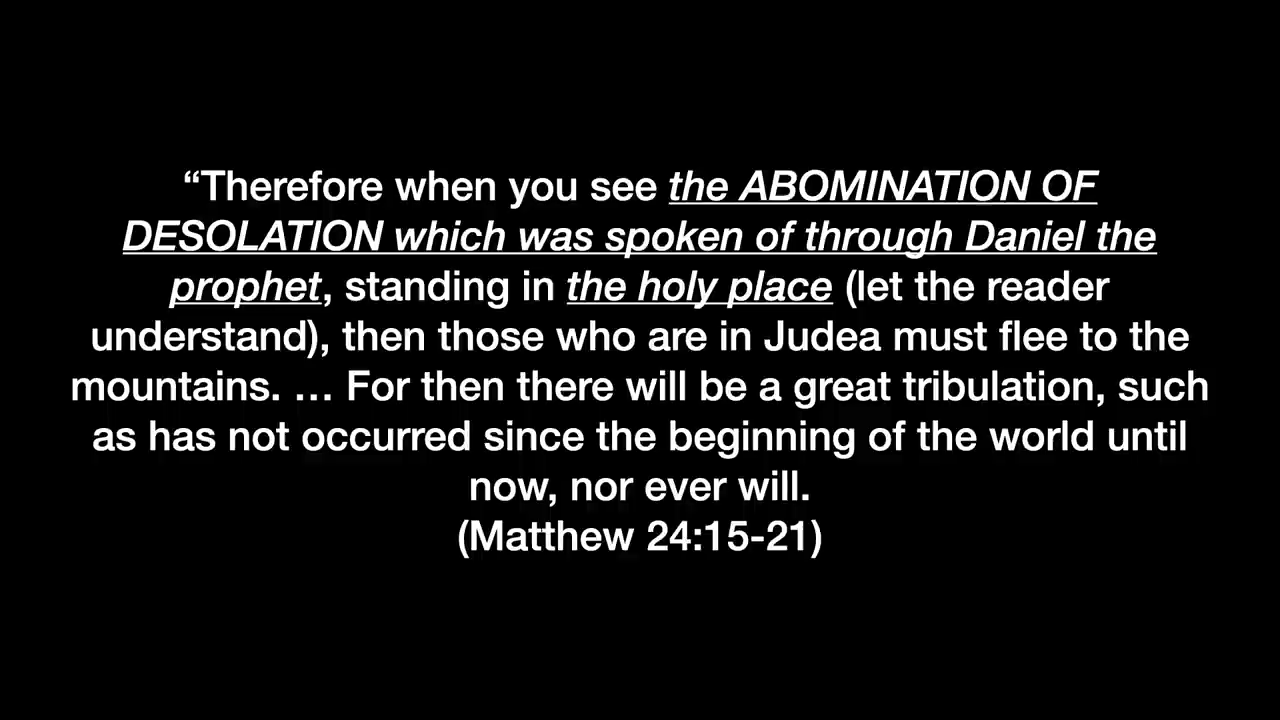 “Therefore when you see the ABOMINATION OF
DESOLATION which was spoken of through Daniel the
prophet, standing in the holy place (let the reader
understand), then those who are in Judea must flee to the
mountains. … For then there will be a great tribulation, such
as has not occurred since the beginning of the world until
now, nor ever will.
(Matthew 24:15-21)